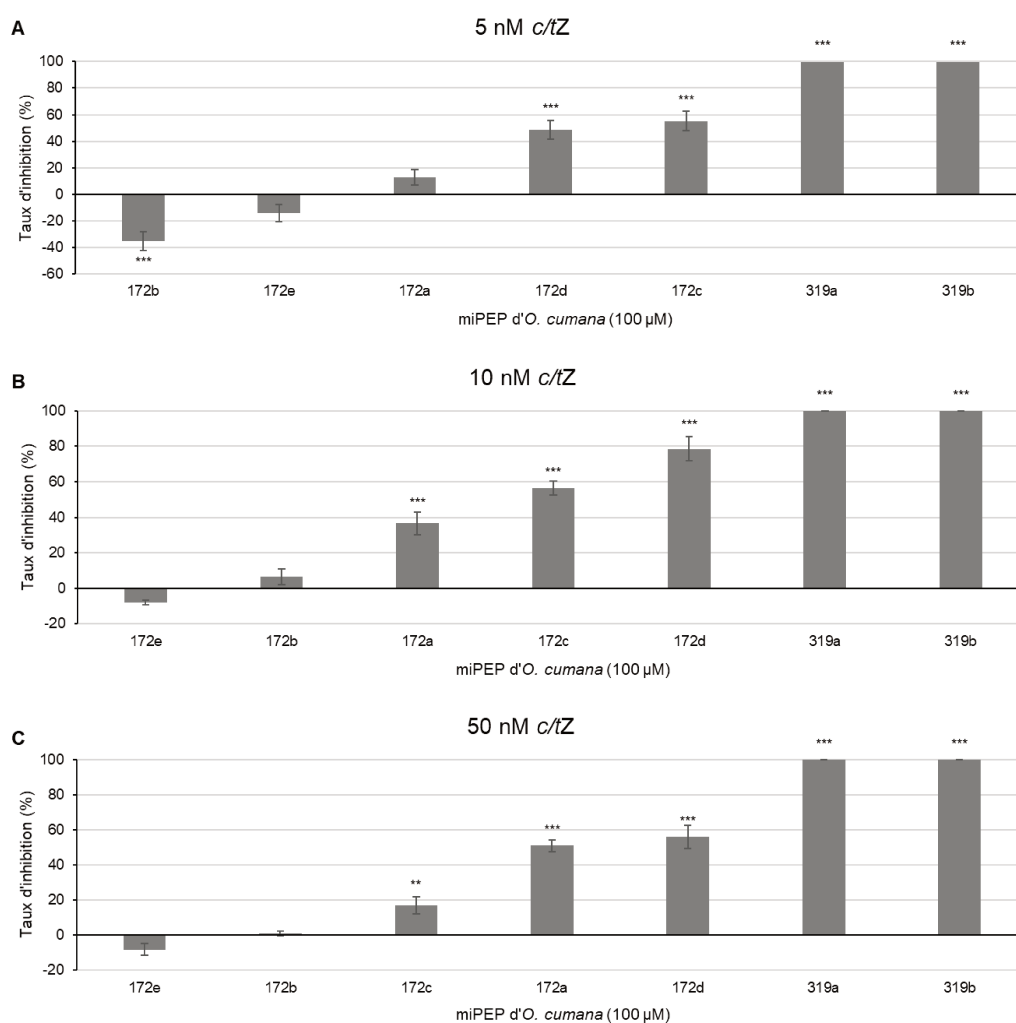 A
5 nM c/tZ
***
***
***
***
100
80
60
40
20
0
-20
-40
-60
Taux d'inhibition (%)
***
172b
172e
172a
172d
172c
319a
319b
miPEP d'O. cumana (100 µM)
B
10 nM c/tZ
***
***
***
***
***
100
80
60
40
20
0
-20
Taux d'inhibition (%)
172e
172b
172a
172c
172d
319a
319b
miPEP d'O. cumana (100 µM)
C
50 nM c/tZ
**
***
***
***
***
100
80
60
40
20
0
-20
Taux d'inhibition (%)
172e
172b
172c
172a
172d
319a
319b
miPEP d'O. cumana (100 µM)